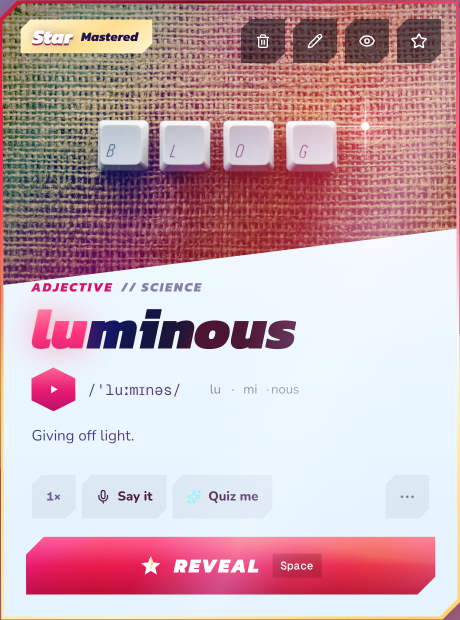 Star Mastered
B L O G
ADJECTIVE // SCIENCE
luminous
/ˈluːmɪnəs/ lu · mi · nous
Giving off light.
1× Say it Quiz me ...
REVEAL Space